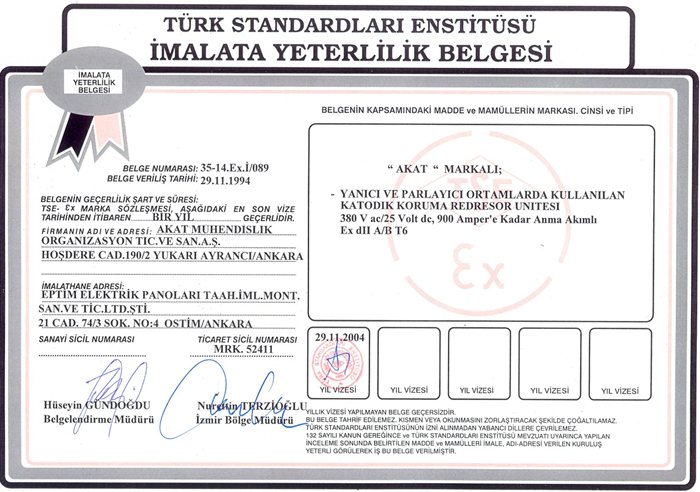 TÜRK STANDARDLARI ENSTİTÜSÜ
İMALATA YETERLİLİK BELGESİ
İMALATA
YETERLİLİK
BELGESİ
BELGE NUMARASI: 35-14.Ex.İ/089
BELGE VERİLİŞ TARİHİ: 29.11.1994
BELGENİN GEÇERLİLİK ŞART ve SÜRESİ:
TSE- Ɛx MARKA SÖZLEŞMESİ, AŞAĞIDAKİ EN SON VİZE
TARİHİNDEN İTİBAREN BİR YIL GEÇERLİDİR.
FİRMANIN ADI ve ADRESİ: AKAT MUHENDISLIK
ORGANIZASYON TIC.VE SAN.A.Ş.
HOŞDERE CAD.190/2 YUKARI AYRANCI/ANKARA
İMALATHANE ADRESİ:
EPTIM ELEKTRIK PANOLARI TAAH.İML.MONT.
SAN.VE TİC.LTD.ŞTİ.
21 CAD. 74/3 SOK. NO:4 OSTİM/ANKARA
SANAYİ SİCİL NUMARASI
TİCARET SİCİL NUMARASI
MRK. 52411
Hüseyin GÜNDOĞDU
Belgelendirme Müdürü
Nurettin TERZİOĞLU
İzmir Bölge Müdürü
BELGENİN KAPSAMINDAKİ MADDE ve MAMÜLLERİN MARKASI. CİNSİ ve TİPİ
“ AKAT “ MARKALI;
- YANICI VE PARLAYICI ORTAMLARDA KULLANILAN
KATODIK KORUMA REDRESOR UNITESI
380 V ac/25 Volt dc, 900 Amper'e Kadar Anma Akımlı
Ex dII A/B T6
TSE
Ɛx
29.11.2004
YIL VİZESİ
YIL VİZESİ
YIL VİZESİ
YIL VİZESİ
YIL VİZESİ
YILLIK VİZESİ YAPILMAYAN BELGE GEÇERSİZDİR.
BU BELGE TAHRİF EDİLEMEZ. KISMEN VEYA OKUNMASINI ZORLAŞTIRACAK ŞEKİLDE ÇOĞALTILAMAZ.
TÜRK STANDARDLARI ENSTİTÜSÜNÜN İZNİ ALINMADAN YABANCI DİLLERE ÇEVRİLEMEZ.
132 SAYILI KANUN GEREĞİNCE ve TÜRK STANDARDLARI ENSTİTÜSÜ MEVZUATI UYARINCA YAPILAN
İNCELEME SONUNDA BELİRTİLEN MADDE ve MAMÜLLERİ İMALE, ADI-ADRESİ VERİLEN KURULUŞ
YETERLİ GÖRÜLEREK İŞ BU BELGE VERİLMİŞTİR.